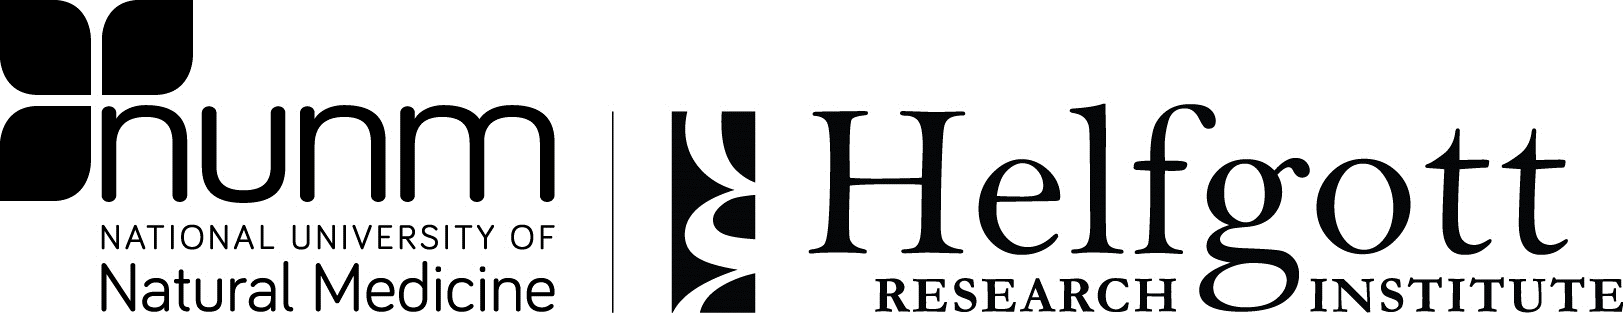 nunm
NATIONAL UNIVERSITY OF
Natural Medicine
Helfgott
RESEARCH INSTITUTE